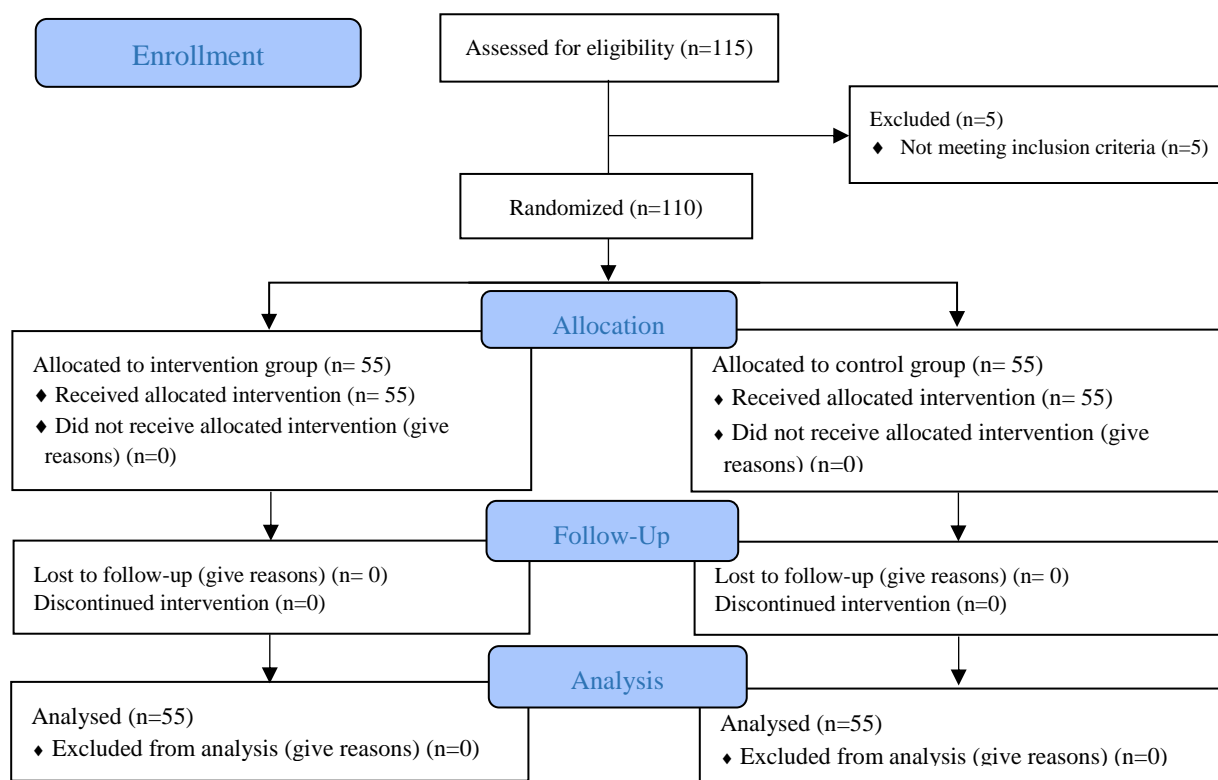 Enrollment
Assessed for eligibility (n=115)
Excluded (n=5)
♦ Not meeting inclusion criteria (n=5)
Randomized (n=110)
Allocation
Allocated to intervention group (n= 55)
♦ Received allocated intervention (n= 55)
♦ Did not receive allocated intervention (give
reasons) (n=0)
Allocated to control group (n= 55)
♦ Received allocated intervention (n= 55)
♦ Did not receive allocated intervention (give
reasons) (n=0)
Follow-Up
Lost to follow-up (give reasons) (n= 0)
Discontinued intervention (n=0)
Lost to follow-up (give reasons) (n= 0)
Discontinued intervention (n=0)
Analysis
Analysed (n=55)
♦ Excluded from analysis (give reasons) (n=0)
Analysed (n=55)
♦ Excluded from analysis (give reasons) (n=0)